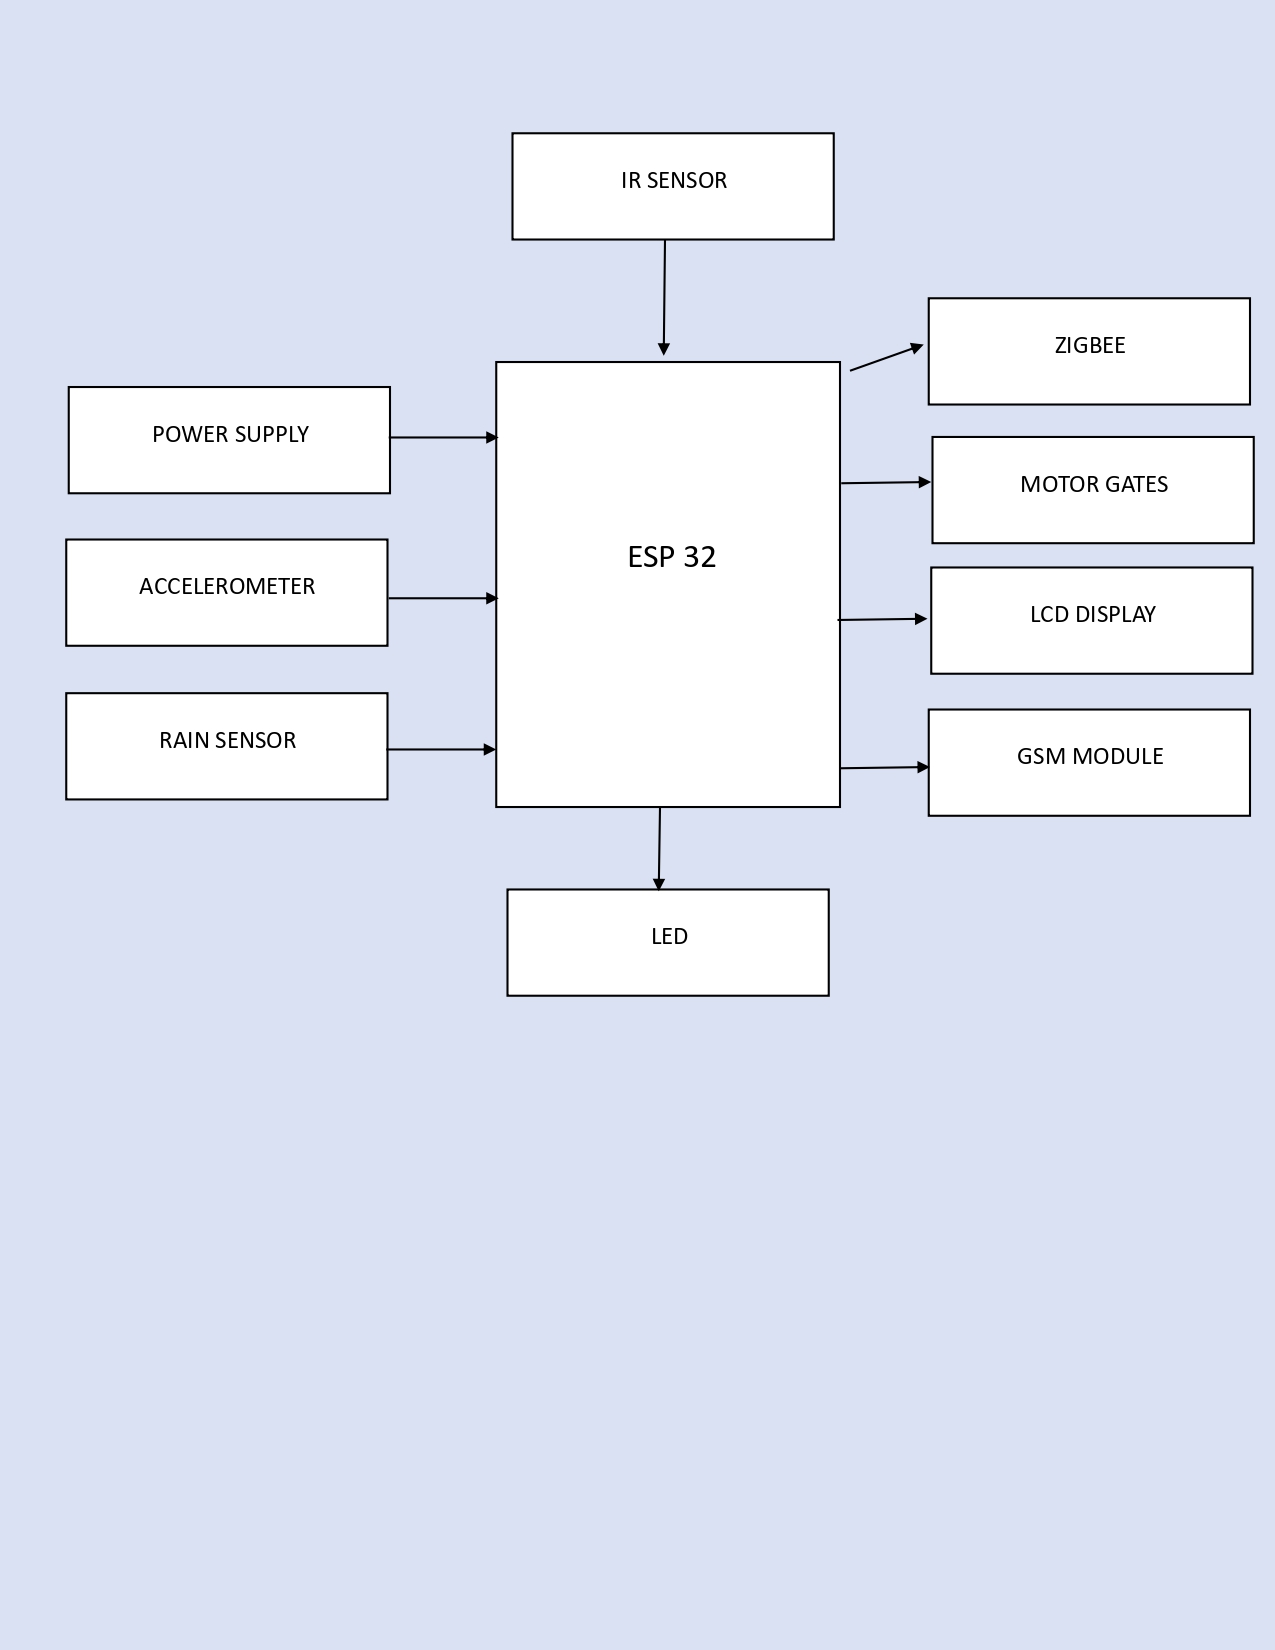 IR SENSOR
ZIGBEE
POWER SUPPLY
MOTOR GATES
ESP 32
ACCELEROMETER
LCD DISPLAY
RAIN SENSOR
GSM MODULE
LED